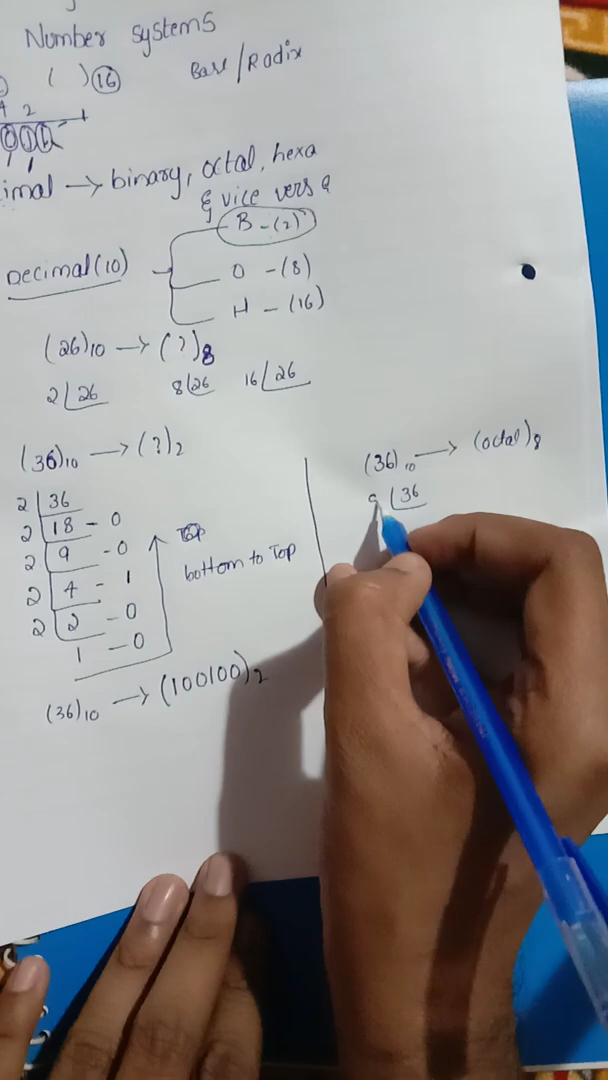 Number systems
( )16 Base/Radix
4 2 1
→ binary, octal, hexa
& vice versa
B - (2)
Decimal(10) O - (8)
H - (16)
(26)10 → (?)8
2 26 8 26 16 26
(36)10 → (?)2
2 36
2 18 - 0
2 9 - 0
2 4 - 1
2 2 - 0
1 - 0
bottom to Top
(36)10 → (100100)2
(36)10 → (octal)8
36